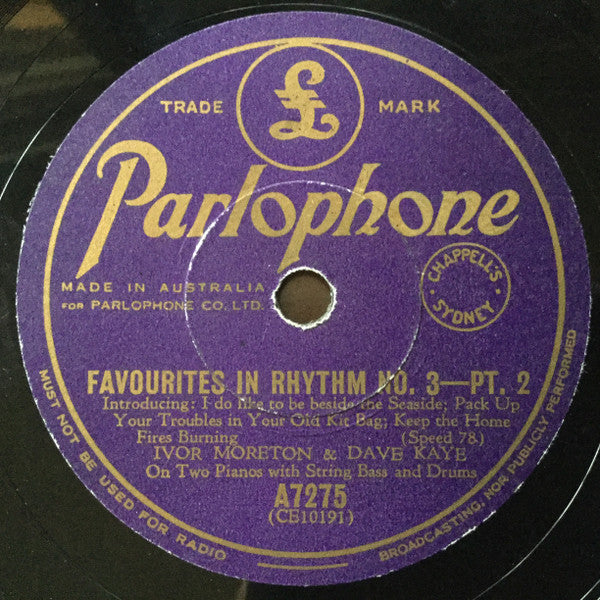 TRADE MARK
Parlophone
MADE IN AUSTRALIA
FOR PARLOPHONE CO. LTD.
CHAPPELL'S
SYDNEY
FAVOURITES IN RHYTHM NO. 3—PT. 2
Introducing: I do like to be beside the Seaside; Pack Up
Your Troubles in Your Old Kit Bag; Keep the Home
Fires Burning (Speed 78)
IVOR MORETON & DAVE KAYE
On Two Pianos with String Bass and Drums
A7275
(CE10191)
MUST NOT BE USED FOR RADIO BROADCASTING, NOR PUBLICLY PERFORMED